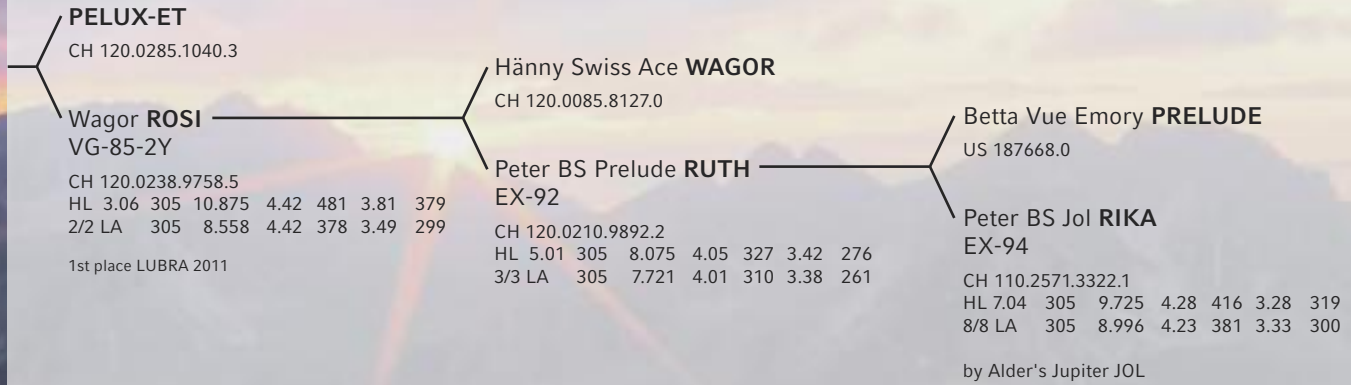 PELUX-ET
CH 120.0285.1040.3
Wagor ROSI
VG-85-2Y
CH 120.0238.9758.5
HL 3.06 305 10.875 4.42 481 3.81 379
2/2 LA 305 8.558 4.42 378 3.49 299
1st place LUBRA 2011
Hänny Swiss Ace WAGOR
CH 120.0085.8127.0
Peter BS Prelude RUTH
EX-92
CH 120.0210.9892.2
HL 5.01 305 8.075 4.05 327 3.42 276
3/3 LA 305 7.721 4.01 310 3.38 261
Betta Vue Emory PRELUDE
US 187668.0
Peter BS Jol RIKA
EX-94
CH 110.2571.3322.1
HL 7.04 305 9.725 4.28 416 3.28 319
8/8 LA 305 8.996 4.23 381 3.33 300
by Alder's Jupiter JOL